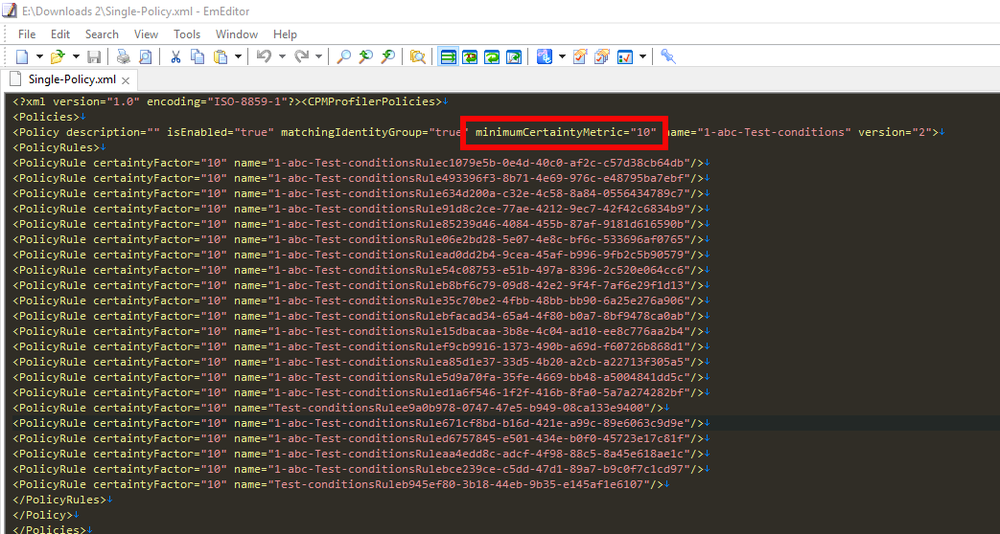 E:\Downloads 2\Single-Policy.xml - EmEditor
File Edit Search View Tools Window Help
Single-Policy.xml
<?xml version="1.0" encoding="ISO-8859-1"?><CPMProfilerPolicies>
<Policies>
<Policy description="" isEnabled="true" matchingIdentityGroup="true" minimumCertaintyMetric="10" name="1-abc-Test-conditions" version="2">
<PolicyRules>
<PolicyRule certaintyFactor="10" name="1-abc-Test-conditionsRulec1079e5b-0e4d-40c0-af2c-c57d38cb64db"/>
<PolicyRule certaintyFactor="10" name="1-abc-Test-conditionsRule493396f3-8b71-4e69-976c-e48795ba7ebf"/>
<PolicyRule certaintyFactor="10" name="1-abc-Test-conditionsRule634d200a-c32e-4c58-8a84-0556434789c7"/>
<PolicyRule certaintyFactor="10" name="1-abc-Test-conditionsRule91d8c2ce-77ae-4212-9ec7-42f42c6834b9"/>
<PolicyRule certaintyFactor="10" name="1-abc-Test-conditionsRule85239d46-4084-455b-87af-9181d616590b"/>
<PolicyRule certaintyFactor="10" name="1-abc-Test-conditionsRule06e2bd28-5e07-4e8c-bf6c-533696af0765"/>
<PolicyRule certaintyFactor="10" name="1-abc-Test-conditionsRulead0dd2b4-9cea-45af-b996-9fb2c5b90579"/>
<PolicyRule certaintyFactor="10" name="1-abc-Test-conditionsRule54c08753-e51b-497a-8396-2c520e064cc6"/>
<PolicyRule certaintyFactor="10" name="1-abc-Test-conditionsRuleb8bf6c79-09d8-42e2-9f4f-7af6e29f1d13"/>
<PolicyRule certaintyFactor="10" name="1-abc-Test-conditionsRule35c70be2-4fbb-48bb-bb90-6a25e276a906"/>
<PolicyRule certaintyFactor="10" name="1-abc-Test-conditionsRulebfacad34-65a4-4f80-b0a7-8bf9478ca0ab"/>
<PolicyRule certaintyFactor="10" name="1-abc-Test-conditionsRule15dbacaa-3b8e-4c04-ad10-ee8c776aa2b4"/>
<PolicyRule certaintyFactor="10" name="1-abc-Test-conditionsRulef9cb9916-1373-490b-a69d-f60726b868d1"/>
<PolicyRule certaintyFactor="10" name="1-abc-Test-conditionsRulea85d1e37-33d5-4b20-a2cb-a22713f305a5"/>
<PolicyRule certaintyFactor="10" name="1-abc-Test-conditionsRule5d9a70fa-35fe-4669-bb48-a5004841dd5c"/>
<PolicyRule certaintyFactor="10" name="1-abc-Test-conditionsRuled1a6f546-1f2f-416b-8fa0-5a7a274282bf"/>
<PolicyRule certaintyFactor="10" name="Test-conditionsRulee9a0b978-0747-47e5-b949-08ca133e9400"/>
<PolicyRule certaintyFactor="10" name="1-abc-Test-conditionsRule671cf8bd-b16d-421e-a99c-89e6063c9d9e"/>
<PolicyRule certaintyFactor="10" name="1-abc-Test-conditionsRuled6757845-e501-434e-b0f0-45723e17c81f"/>
<PolicyRule certaintyFactor="10" name="1-abc-Test-conditionsRuleaa4edd8c-adcf-4f98-88c5-8a45e618ae1c"/>
<PolicyRule certaintyFactor="10" name="1-abc-Test-conditionsRulebce239ce-c5dd-47d1-89a7-b9c0f7c1cd97"/>
<PolicyRule certaintyFactor="10" name="Test-conditionsRuleb945ef80-3b18-44eb-9b35-e145af1e6107"/>
</PolicyRules>
</Policy>
</Policies>